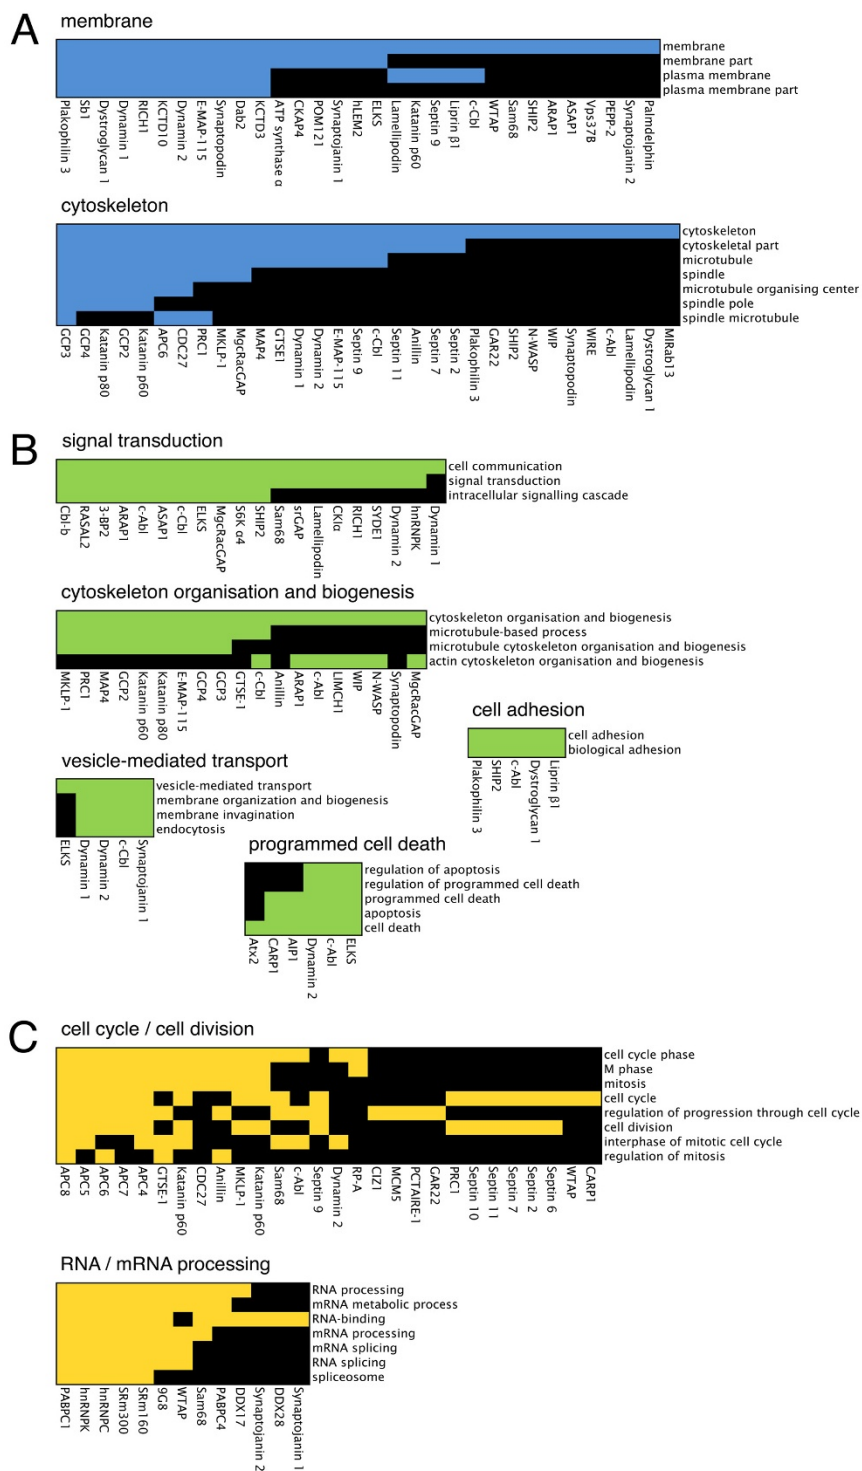 A
membrane
membrane
membrane part
plasma membrane
plasma membrane part
Plakophilin 3
Sb1
Dystroglycan 1
Dynamin 1
RICH1
KCTD10
Dynamin 2
E-MAP-115
Synaptopodin
Dab2
KCTD3
ATP synthase α
CKAP4
POM121
Synaptojanin 1
hLEM2
ELKS
Lamellipodin
Katanin p60
Septin 9
Liprin β1
c-Cbl
WTAP
Sam68
SHIP2
ARAP1
ASAP1
Vps37B
PEPP-2
Synaptojanin 2
Palmdelphin
cytoskeleton
cytoskeleton
cytoskeletal part
microtubule
spindle
microtubule organising center
spindle pole
spindle microtubule
GCP3
GCP4
Katanin p80
GCP2
Katanin p60
APC6
CDC27
PRC1
MKLP-1
MgcRacGAP
MAP4
GTSE1
Dynamin 1
Dynamin 2
E-MAP-115
Septin 9
c-Cbl
Septin 11
Anillin
Septin 7
Septin 2
Plakophilin 3
GAR22
SHIP2
N-WASP
WIP
Synaptopodin
WIRE
c-Abl
Lamellipodin
Dystroglycan 1
MIRab13
B
signal transduction
cell communication
signal transduction
intracellular signalling cascade
Cbl-b
RASAL2
3-BP2
ARAP1
c-Abl
ASAP1
c-Cbl
ELKS
MgcRacGAP
S6K α4
SHIP2
Sam68
srGAP
Lamellipodin
CKIα
RICH1
SYDE1
Dynamin 2
hnRNPK
Dynamin 1
cytoskeleton organisation and biogenesis
cytoskeleton organisation and biogenesis
microtubule-based process
microtubule cytoskeleton organisation and biogenesis
actin cytoskeleton organisation and biogenesis
MKLP-1
PRC1
MAP4
GCP2
Katanin p60
Katanin p80
E-MAP-115
GCP4
GCP3
GTSE-1
c-Cbl
Anillin
ARAP1
c-Abl
LIMCH1
WIP
N-WASP
Synaptopodin
MgcRacGAP
cell adhesion
cell adhesion
biological adhesion
Plakophilin 3
SHIP2
c-Abl
Dystroglycan 1
Liprin β1
vesicle-mediated transport
vesicle-mediated transport
membrane organization and biogenesis
membrane invagination
endocytosis
ELKS
Dynamin 1
Dynamin 2
c-Cbl
Synaptojanin 1
programmed cell death
regulation of apoptosis
regulation of programmed cell death
programmed cell death
apoptosis
cell death
Atx2
CARP1
AIP1
Dynamin 2
c-Abl
ELKS
C
cell cycle / cell division
cell cycle phase
M phase
mitosis
cell cycle
regulation of progression through cell cycle
cell division
interphase of mitotic cell cycle
regulation of mitosis
APC8
APC5
APC6
APC7
APC4
GTSE-1
Katanin p60
CDC27
Anillin
MKLP-1
Katanin p60
Sam68
c-Abl
Septin 9
Dynamin 2
RP-A
CIZ1
MCM5
PCTAIRE-1
GAR22
PRC1
Septin 10
Septin 11
Septin 7
Septin 2
Septin 6
WTAP
CARP1
RNA / mRNA processing
RNA processing
mRNA metabolic process
RNA-binding
mRNA processing
mRNA splicing
RNA splicing
spliceosome
PABPC1
hnRNPK
hnRNPC
SRm300
SRm160
9G8
WTAP
Sam68
PABPC4
DDX17
Synaptojanin 2
DDX28
Synaptojanin 1